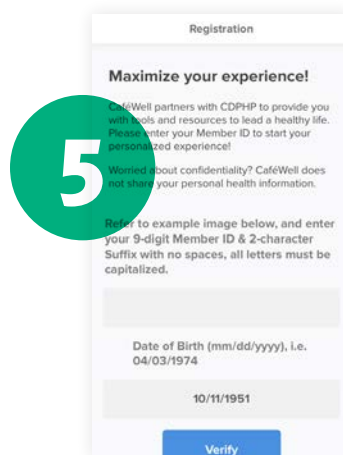 Registration
Maximize your experience!
CaféWell partners with CDPHP to provide you
with tools and resources to lead a healthy life.
Please enter your Member ID to start your
personalized experience!
Worried about confidentiality? CaféWell does
not share your personal health information.
5
Refer to example image below, and enter
your 9-digit Member ID & 2-character
Suffix with no spaces, all letters must be
capitalized.
Date of Birth (mm/dd/yyyy), i.e.
04/03/1974
10/11/1951
Verify